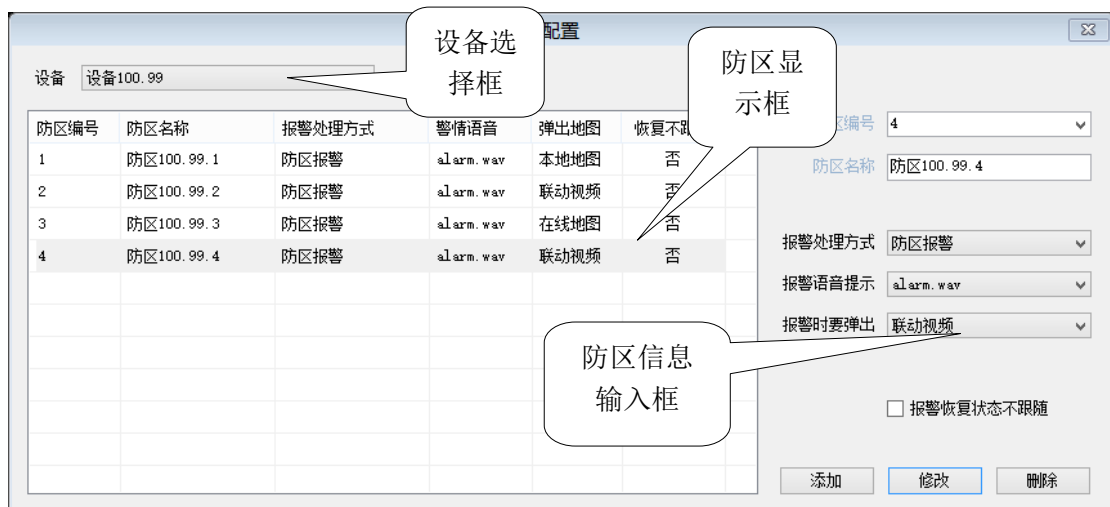 配置
设备选
择框
防区显
示框
设备 设备100.99
防区编号 防区名称 报警处理方式 警情语音 弹出地图 恢复不
1 防区100.99.1 防区报警 alarm.wav 本地地图 否
2 防区100.99.2 防区报警 alarm.wav 联动视频 否
3 防区100.99.3 防区报警 alarm.wav 在线地图 否
4 防区100.99.4 防区报警 alarm.wav 联动视频 否
编号 4
防区名称 防区100.99.4
报警处理方式 防区报警
报警语音提示 alarm.wav
报警时要弹出 联动视频
防区信息
输入框
报警恢复状态不跟随
添加 修改 删除